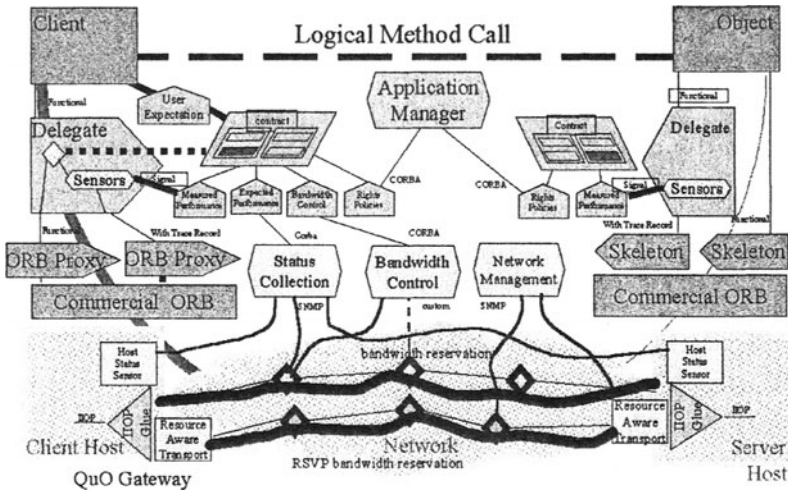 Client
Logical Method Call
Object
Functional
User
Expectation
contract
Application
Manager
Contract
Functional
Delegate
Delegate
Sensors
Signal
Measured
Performance
Expected
Performance
Bandwidth
Control
Rights
Policies
CORBA
CORBA
Rights
Policies
Measured
Performance
Signal
Sensors
Functional
With Trace Record
Corba
CORBA
With Trace Record
Functional
ORB Proxy
ORB Proxy
Status
Collection
Bandwidth
Control
Network
Management
Skeleton
Skeleton
Commercial ORB
SNMP
custom
SNMP
Commercial ORB
Host
Status
Sensor
bandwidth reservation
Host
Status
Sensor
IIOP
IIOP
Glue
Resource
Aware
Transport
Resource
Aware
Transport
IIOP
Glue
IIOP
Client Host
Network
Server
Host
RSVP bandwidth reservation
QuO Gateway